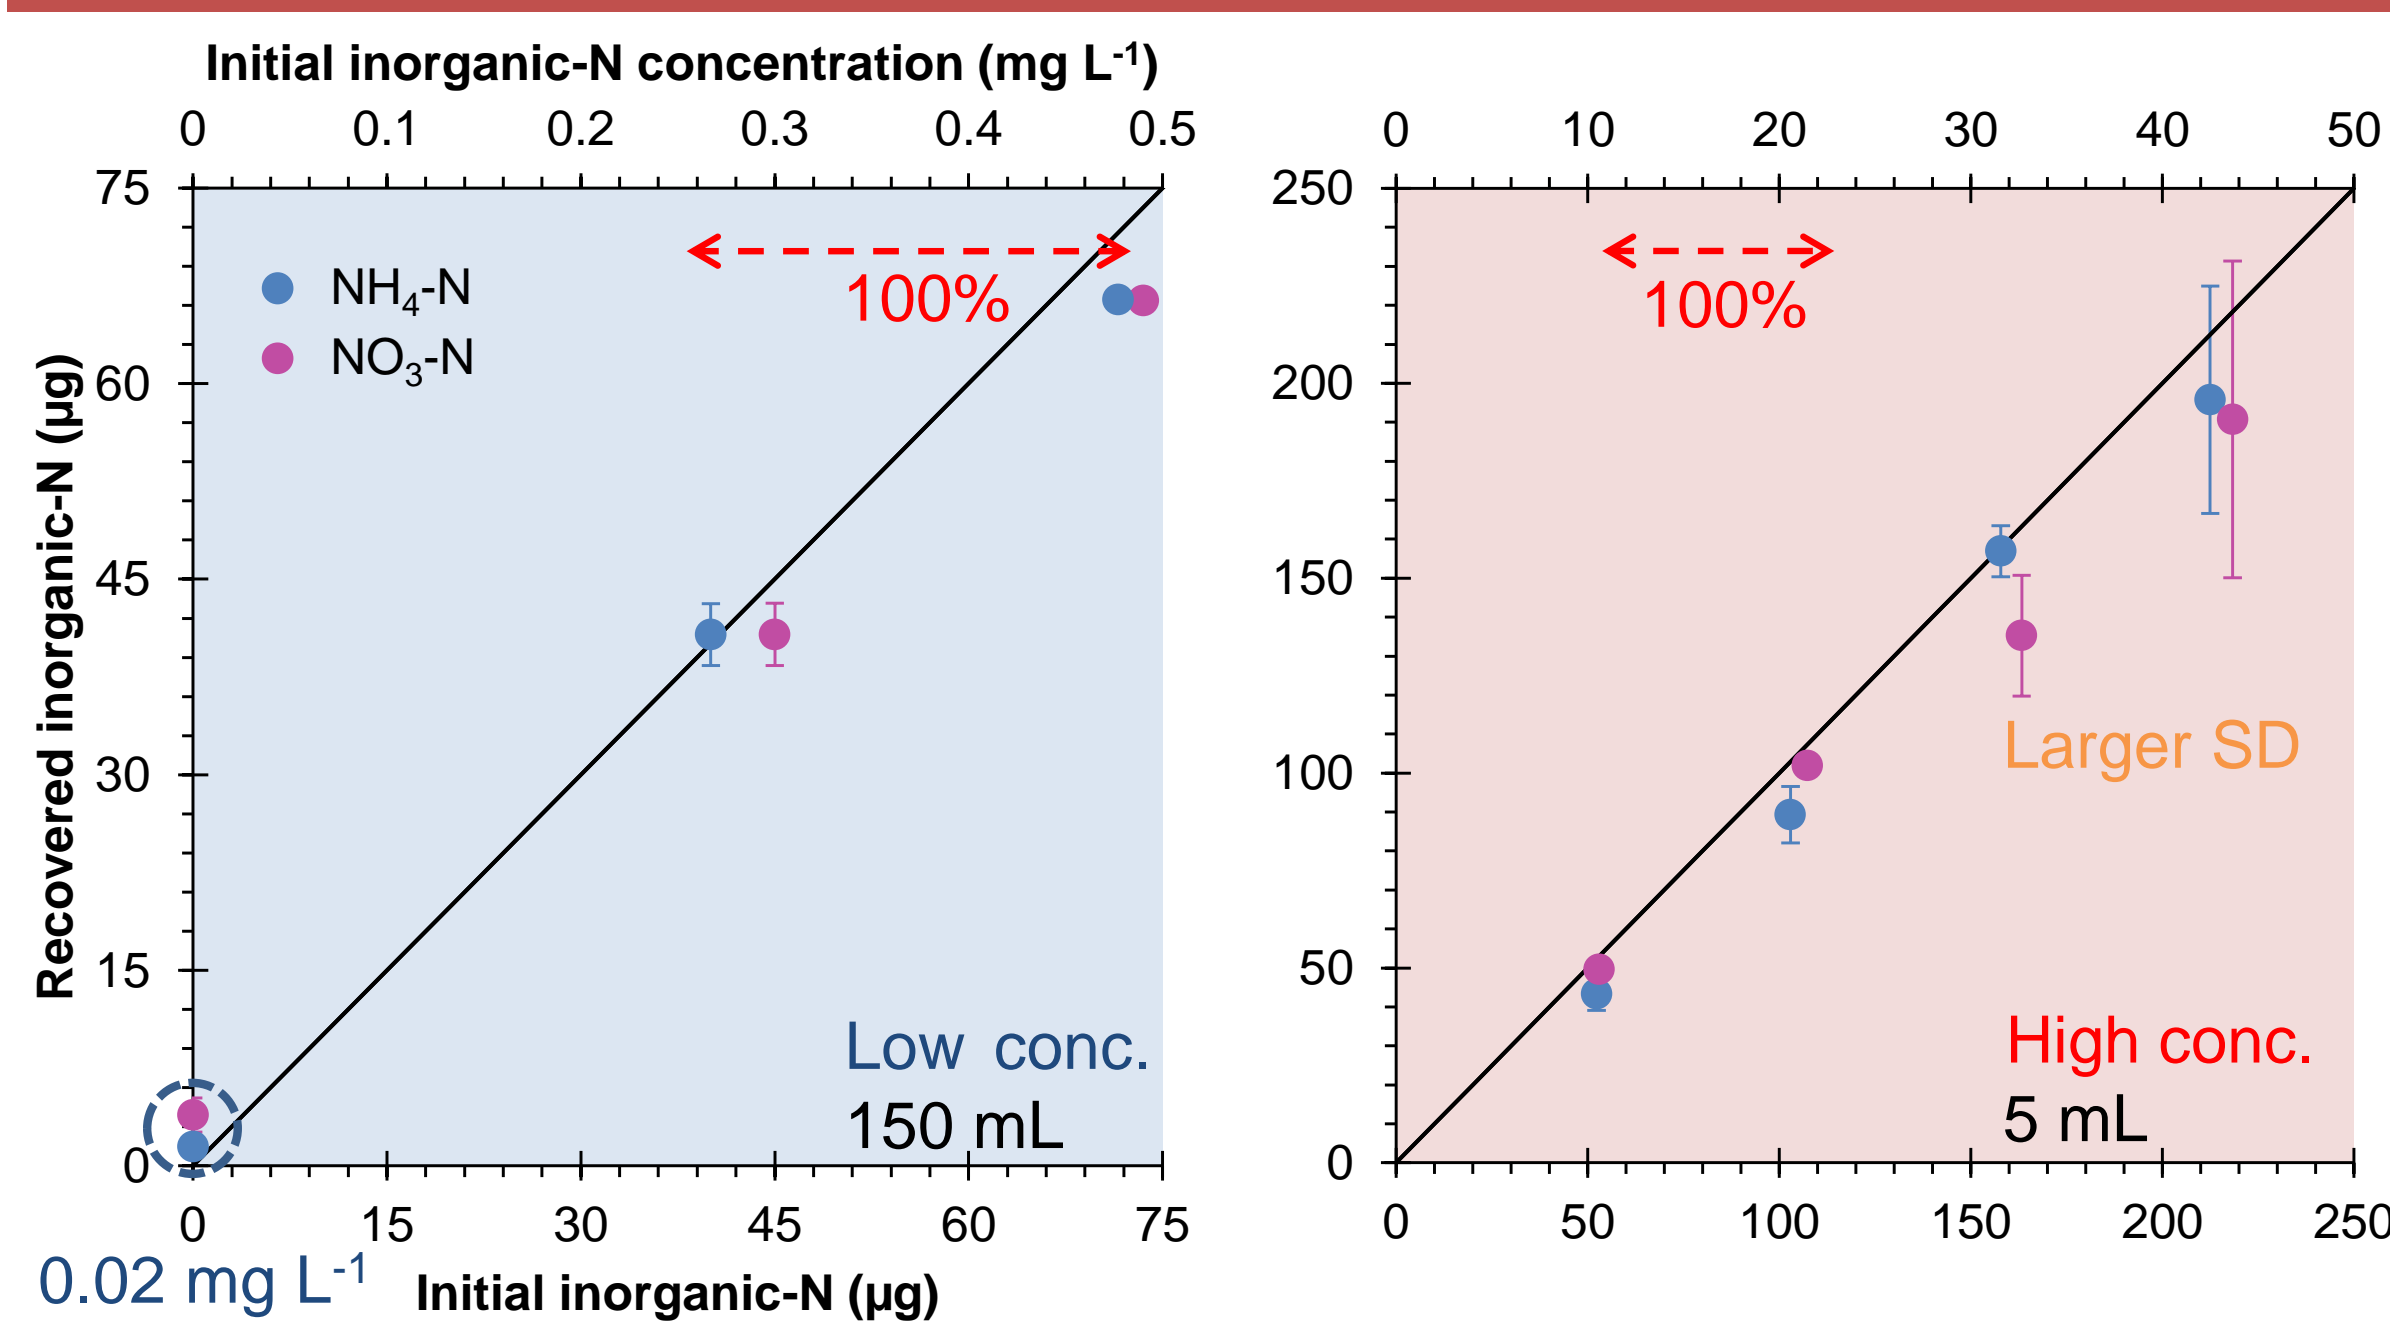 Initial inorganic-N concentration (mg L⁻¹)
0 0.1 0.2 0.3 0.4 0.5
0 10 20 30 40 50
75
60
45
30
15
0
Recovered inorganic-N (µg)
NH₄-N
NO₃-N
100%
Low conc.
150 mL
0 15 30 45 60 75
0.02 mg L⁻¹
Initial inorganic-N (µg)
250
200
150
100
50
0
100%
Larger SD
High conc.
5 mL
0 50 100 150 200 250